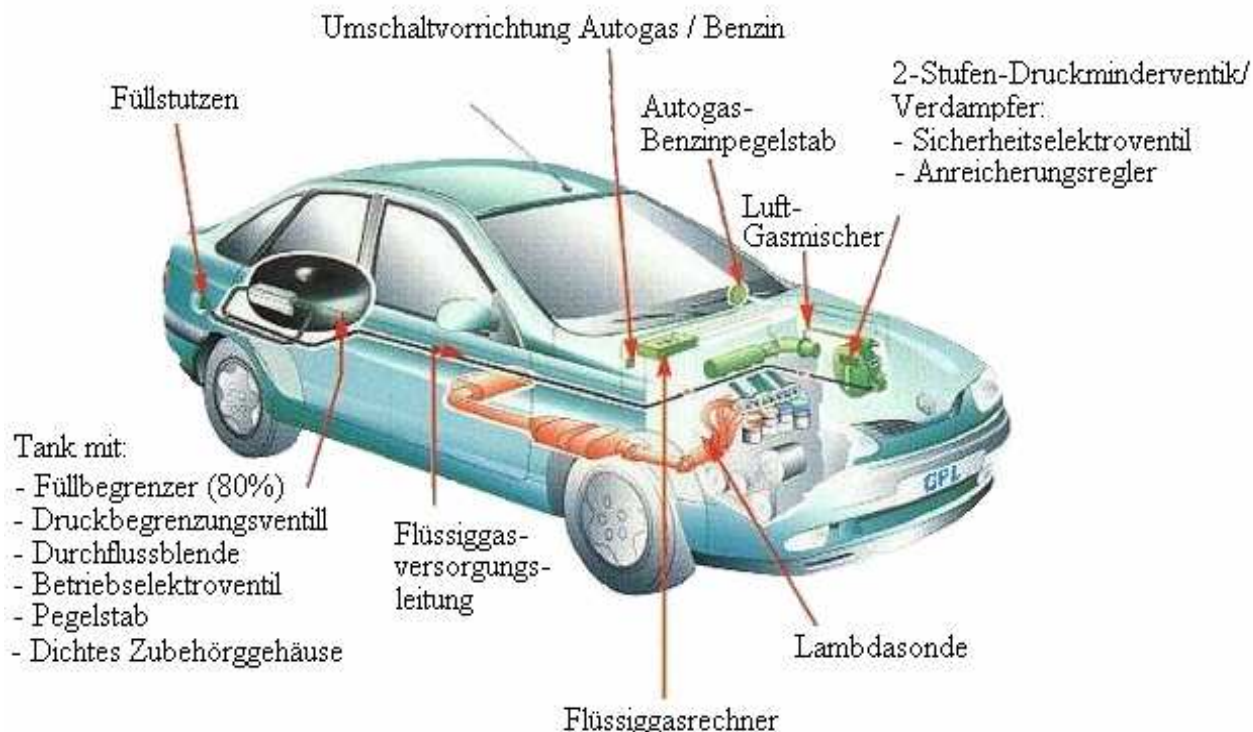 Umschaltvorrichtung Autogas / Benzin
Füllstutzen
Autogas-
Benzinpegelstab
2-Stufen-Druckminderventik/
Verdampfer:
- Sicherheitselektroventil
- Anreicherungsregler
Luft-
Gasmischer
GPL
Tank mit:
- Füllbegrenzer (80%)
- Druckbegrenzungsventill
- Durchflussblende
- Betriebselektroventil
- Pegelstab
- Dichtes Zubehörggehäuse
Flüssiggas-
versorgungs-
leitung
Lambdasonde
Flüssiggasrechner